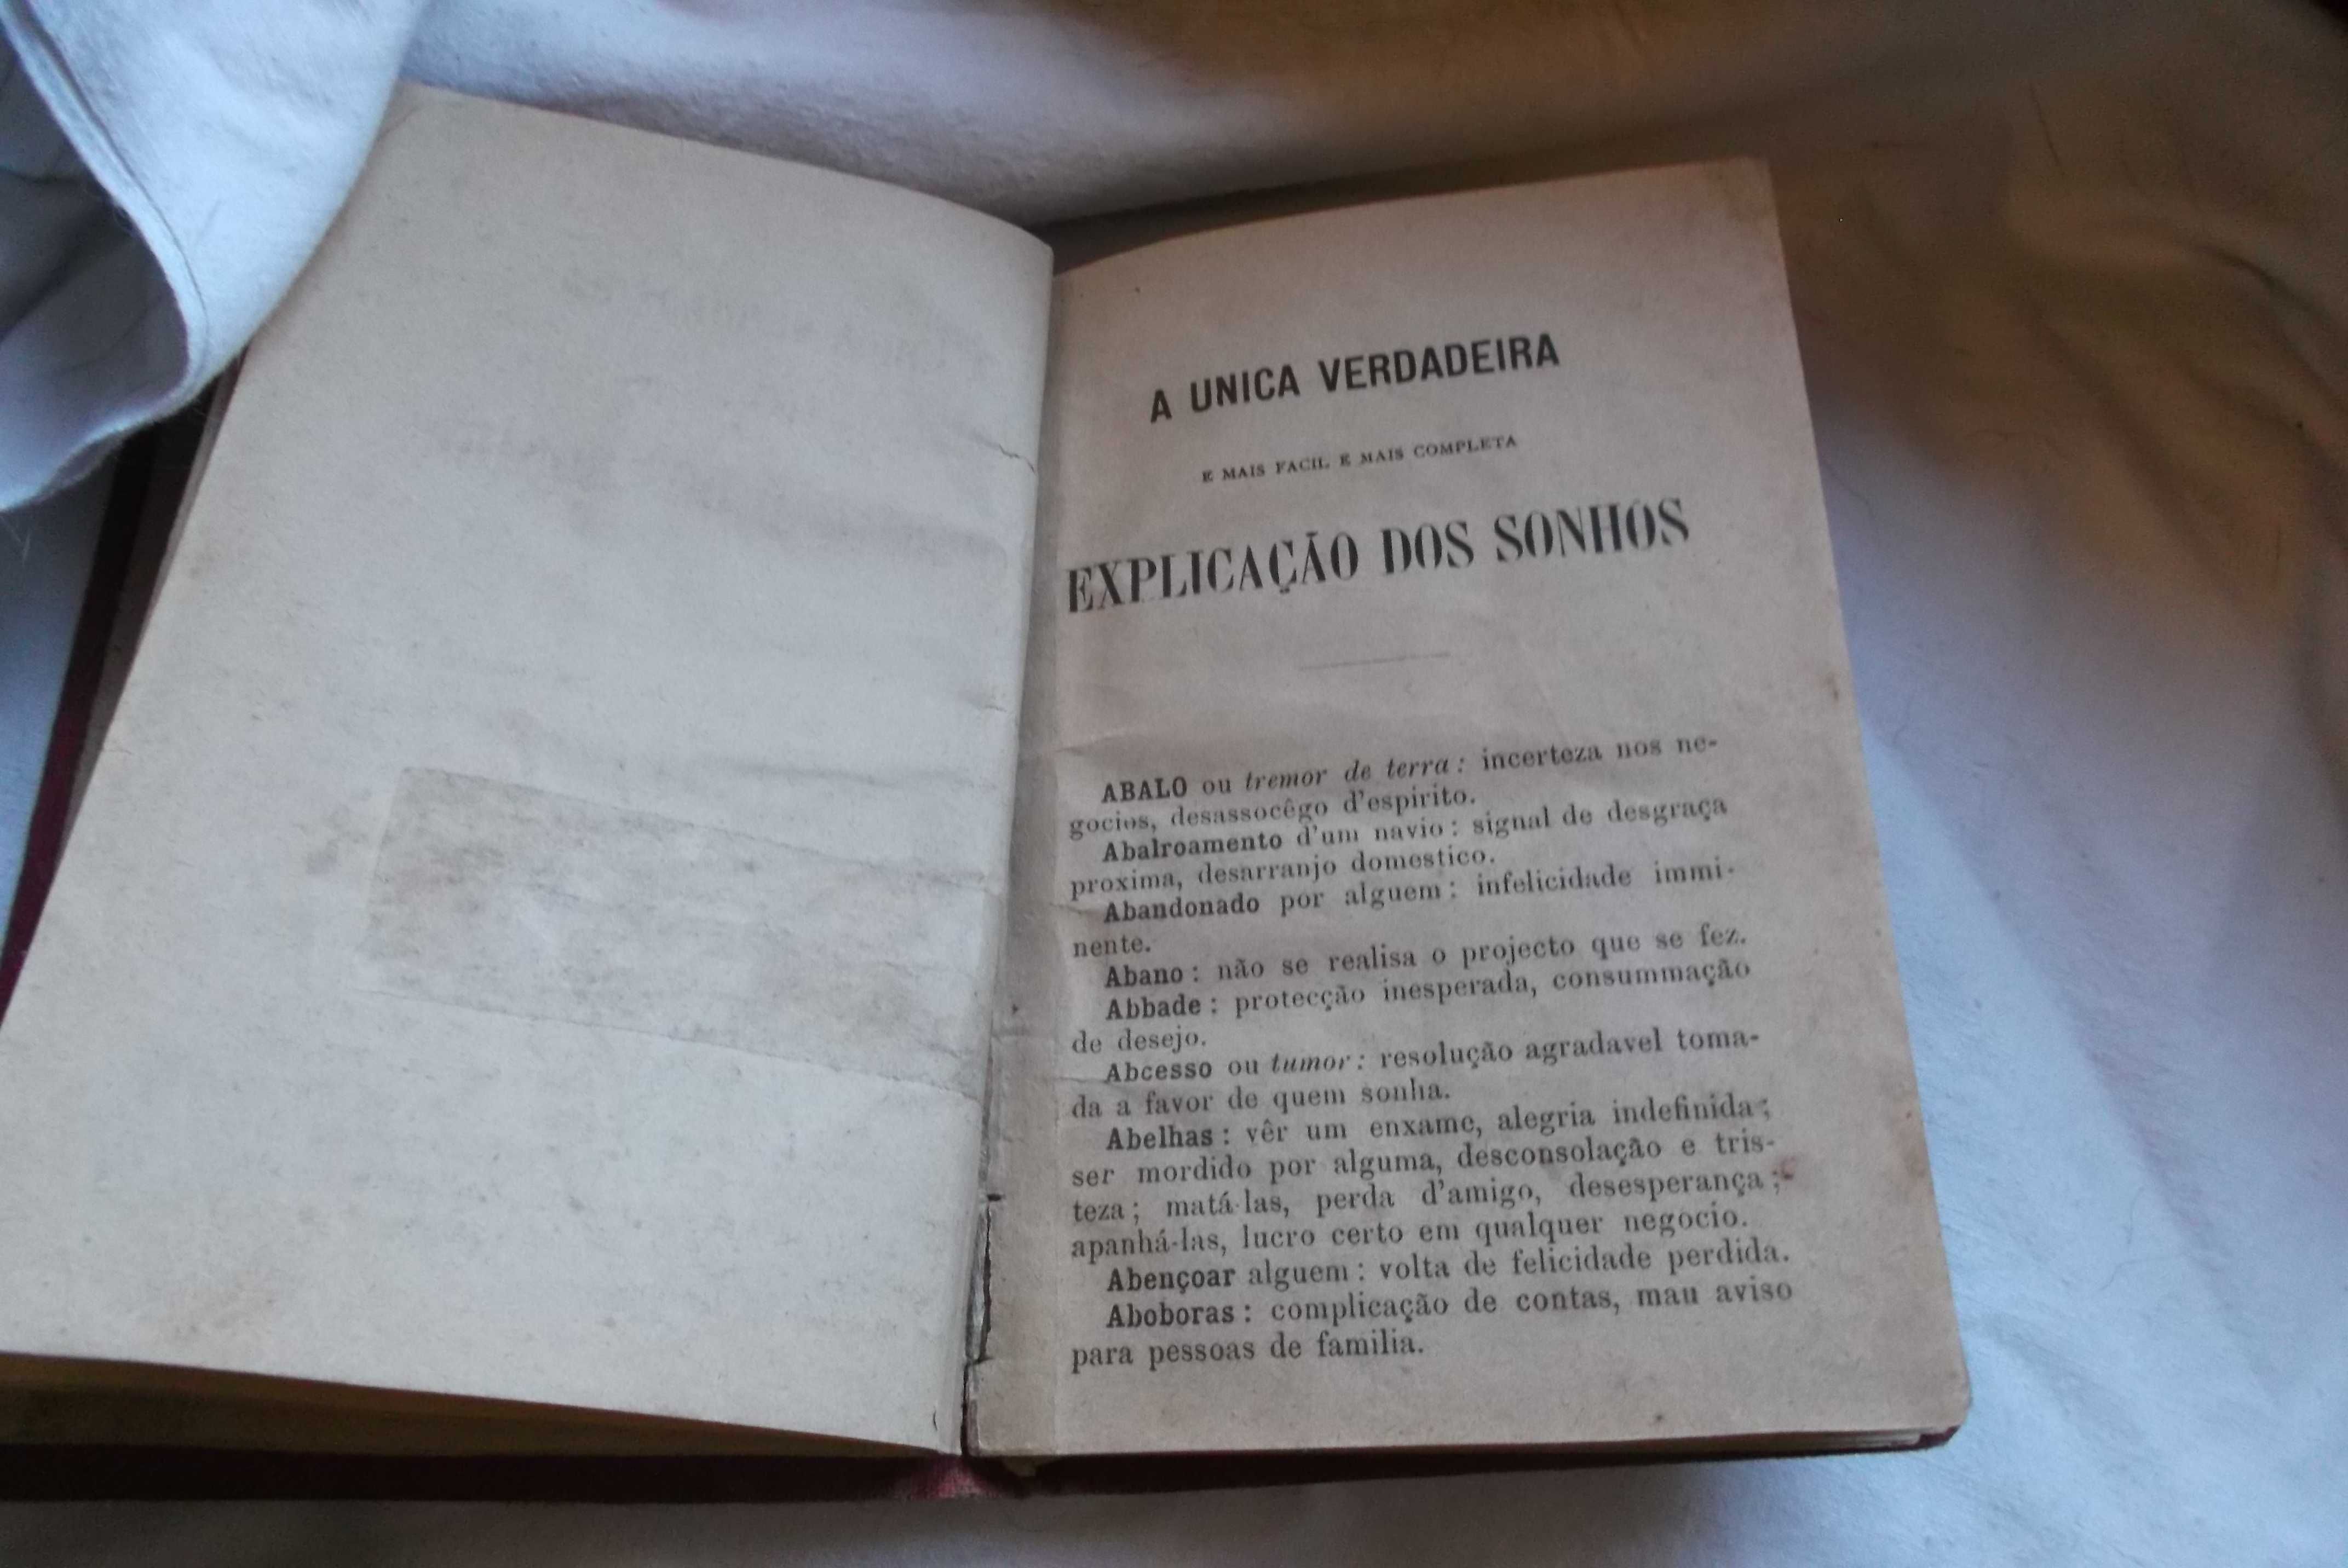 A UNICA VERDADEIRA
E MAIS FACIL E MAIS COMPLETA
EXPLICAÇÃO DOS SONHOS
ABALO ou tremor de terra : incerteza nos ne-
gocios, desassocêgo d'espirito.
Abalroamento d'um navio : signal de desgraça
proxima, desarranjo domestico.
Abandonado por alguem : infelicidade immi-
nente.
Abano : não se realisa o projecto que se fez.
Abbade : protecção inesperada, consummação
de desejo.
Abcesso ou tumor : resolução agradavel toma-
da a favor de quem sonha.
Abelhas : vêr um enxame, alegria indefinida ;
ser mordido por alguma, desconsolação e tris-
teza ; matá-las, perda d'amigo, desesperança ;
apanhá-las, lucro certo em qualquer negocio.
Abençoar alguem : volta de felicidade perdida.
Aboboras : complicação de contas, mau aviso
para pessoas de familia.